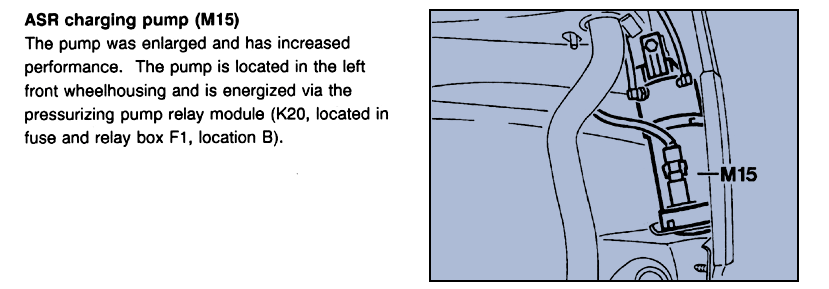 ASR charging pump (M15)
The pump was enlarged and has increased
performance. The pump is located in the left
front wheelhousing and is energized via the
pressurizing pump relay module (K20, located in
fuse and relay box F1, location B).
M15